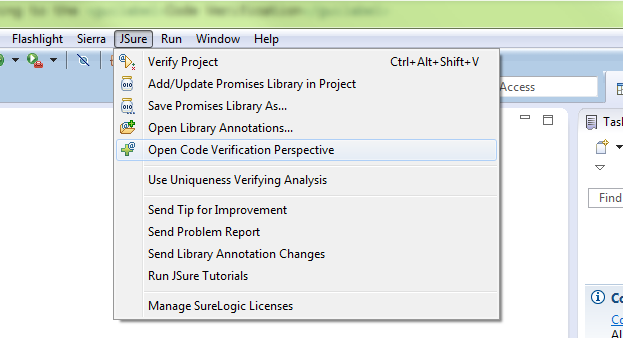 Code Verification
Flashlight Sierra JSure Run Window Help
Verify Project Ctrl+Alt+Shift+V
Add/Update Promises Library in Project
Save Promises Library As...
Access
Open Library Annotations...
Tas
Open Code Verification Perspective
Use Uniqueness Verifying Analysis
Find
Send Tip for Improvement
Send Problem Report
Send Library Annotation Changes
Run JSure Tutorials
Co
Manage SureLogic Licenses
Co
Al